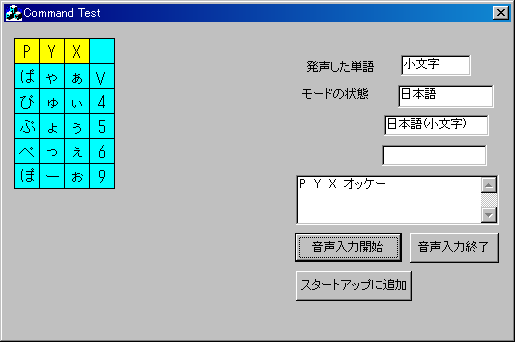 Command Test
P Y X
ぱ ゃ ぁ V
ぴ ゅ ぃ 4
ぷ ょ ぅ 5
ぺ っ ぇ 6
ぽ ー ぉ 9
発声した単語 小文字
モードの状態 日本語
日本語(小文字)
P Y X オッケー
音声入力開始 音声入力終了
スタートアップに追加